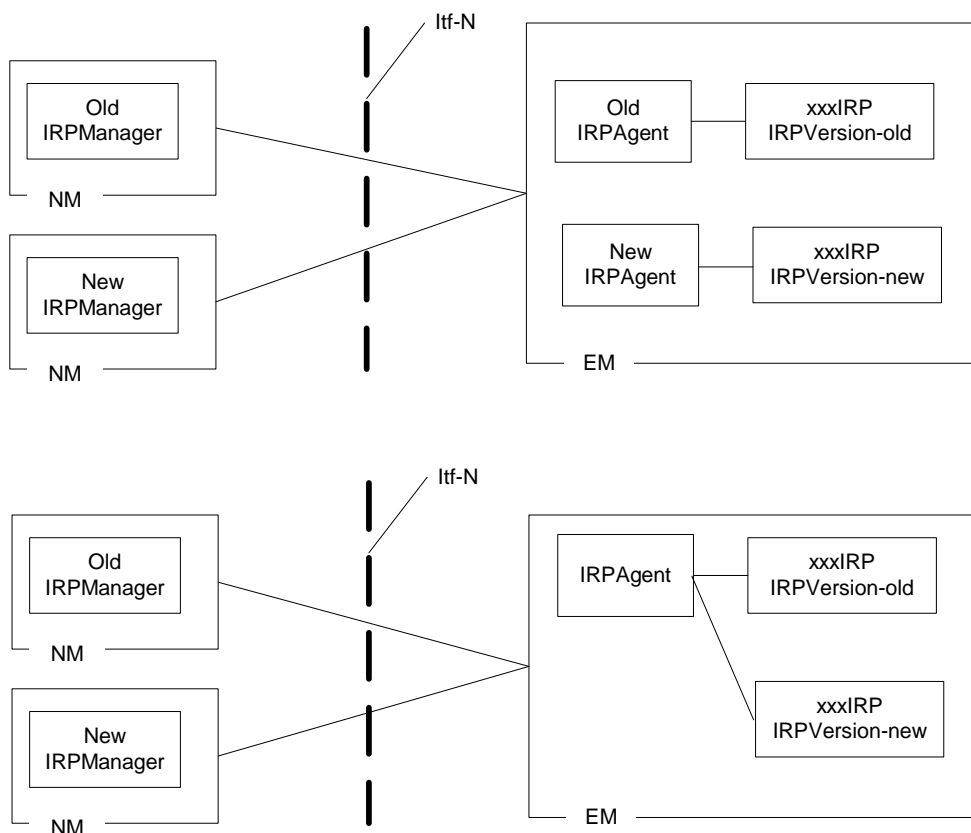 Itf-N
Old
IRPManager
NM
New
IRPManager
NM
Old
IRPAgent
xxxIRP
IRPVersion-old
New
IRPAgent
xxxIRP
IRPVersion-new
EM
Itf-N
Old
IRPManager
NM
New
IRPManager
NM
IRPAgent
xxxIRP
IRPVersion-old
xxxIRP
IRPVersion-new
EM